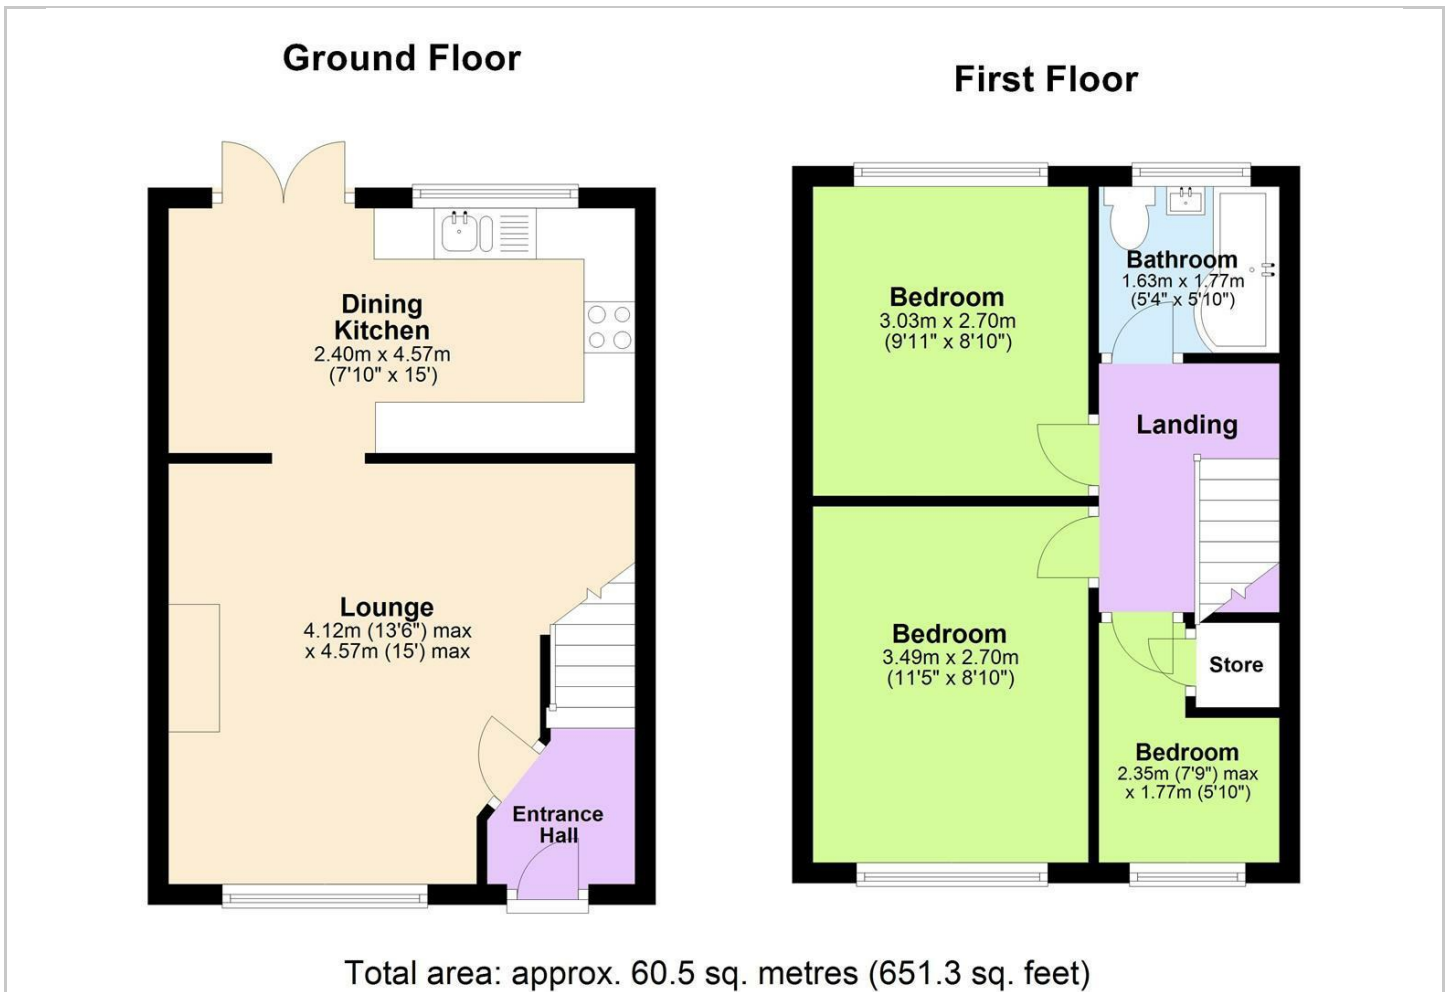 Ground Floor
Dining
Kitchen
2.40m x 4.57m
(7'10" x 15')
Lounge
4.12m (13'6") max
x 4.57m (15') max
Entrance
Hall
First Floor
Bedroom
3.03m x 2.70m
(9'11" x 8'10")
Bathroom
1.63m x 1.77m
(5'4" x 5'10")
Landing
Bedroom
3.49m x 2.70m
(11'5" x 8'10")
Store
Bedroom
2.35m (7'9") max
x 1.77m (5'10")
Total area: approx. 60.5 sq. metres (651.3 sq. feet)